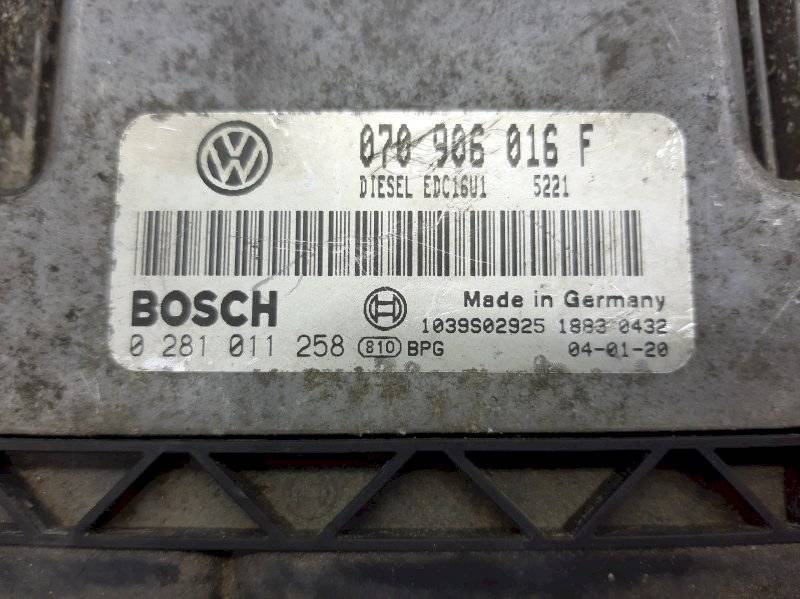 070 906 016 F
DIESEL EDC16U1 5221
BOSCH Made in Germany
1039S02925 1883 0432
0 281 011 258 810 BPG 04-01-20